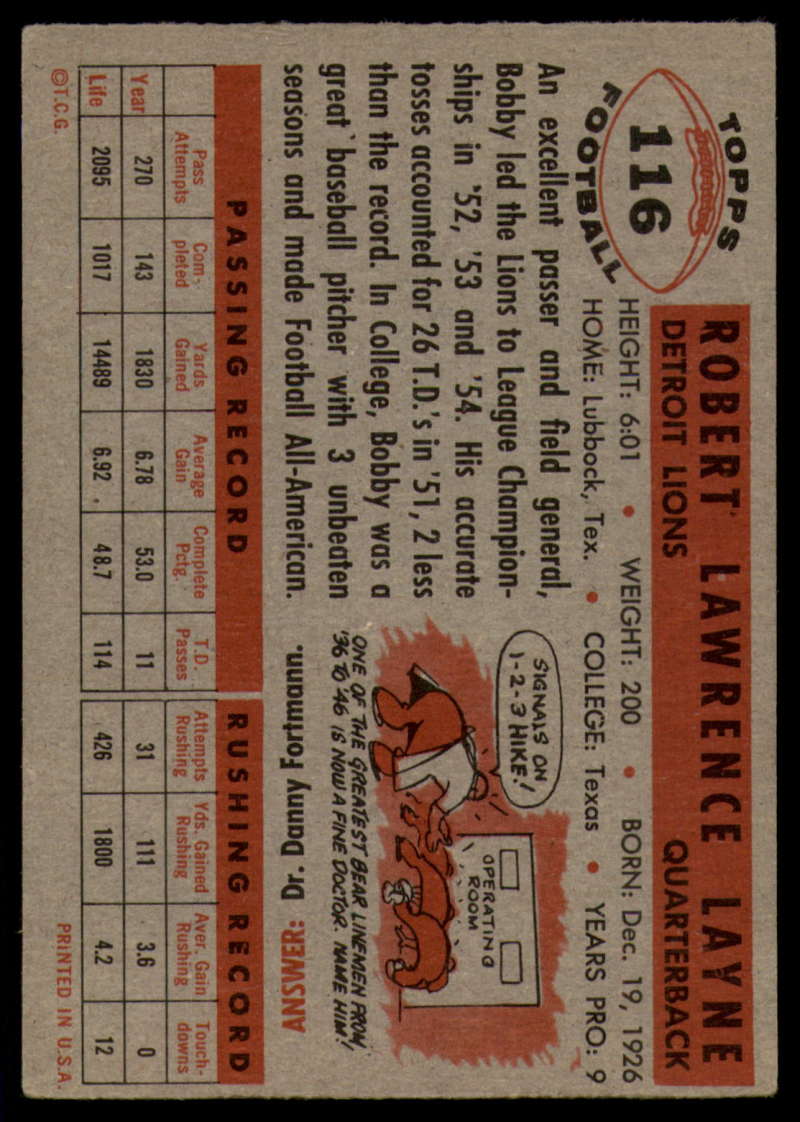 TOPPS
116
FOOTBALL
ROBERT LAWRENCE LAYNE
DETROIT LIONS QUARTERBACK
HEIGHT: 6:01 • WEIGHT: 200 • BORN: Dec. 19, 1926
HOME: Lubbock, Tex. • COLLEGE: Texas • YEARS PRO: 9
An excellent passer and field general,
Bobby led the Lions to League Champion-
ships in '52, '53 and '54. His accurate
tosses accounted for 26 T.D.'s in '51, 2 less
than the record. In College, Bobby was a
great baseball pitcher with 3 unbeaten
seasons and made Football All-American.
SIGNALS ON
1-2-3 HIKE!
OPERATING
ROOM
ONE OF THE GREATEST BEAR LINEMEN FROM
'36 TO '46 IS NOW A FINE DOCTOR. NAME HIM!
ANSWER: Dr. Danny Fortmann.
PASSING RECORD RUSHING RECORD
Pass Attempts Com-pleted Yards Gained Average Gain Complete Pctg. T.D. Passes Attempts Rushing Yds. Gained Rushing Aver. Gain Rushing Touch-downs
Year 270 143 1830 6.78 53.0 11 31 111 3.6 0
Life 2095 1017 14489 6.92 48.7 114 426 1800 4.2 12
©T.C.G. PRINTED IN U.S.A.